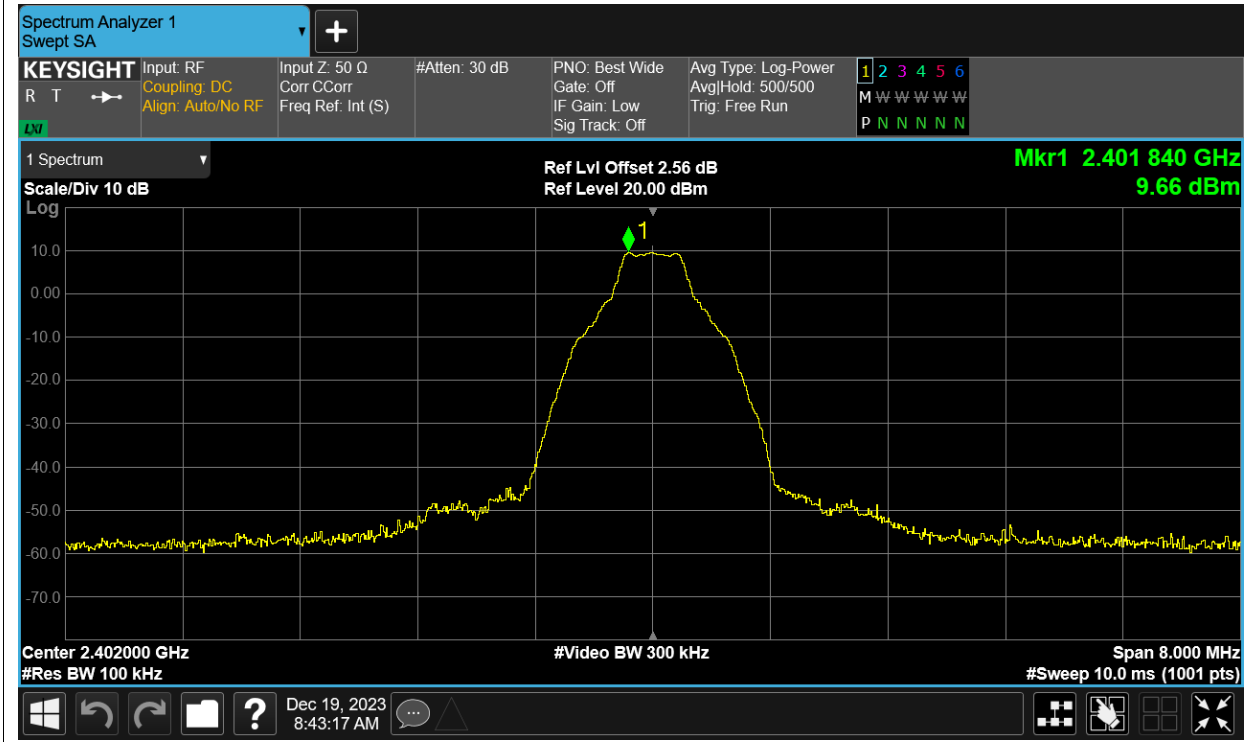 Spectrum Analyzer 1
Swept SA
KEYSIGHT
R T
LXI
Input: RF
Coupling: DC
Align: Auto/No RF
Input Z: 50 Ω
Corr CCorr
Freq Ref: Int (S)
#Atten: 30 dB
PNO: Best Wide
Gate: Off
IF Gain: Low
Sig Track: Off
Avg Type: Log-Power
Avg|Hold: 500/500
Trig: Free Run
1 2 3 4 5 6
M W W W W W
P N N N N N
1 Spectrum
Scale/Div 10 dB
Log
Ref Lvl Offset 2.56 dB
Ref Level 20.00 dBm
Mkr1 2.401 840 GHz
9.66 dBm
1
10.0
0.00
-10.0
-20.0
-30.0
-40.0
-50.0
-60.0
-70.0
Center 2.402000 GHz
#Res BW 100 kHz
#Video BW 300 kHz
Span 8.000 MHz
#Sweep 10.0 ms (1001 pts)
?
Dec 19, 2023
8:43:17 AM